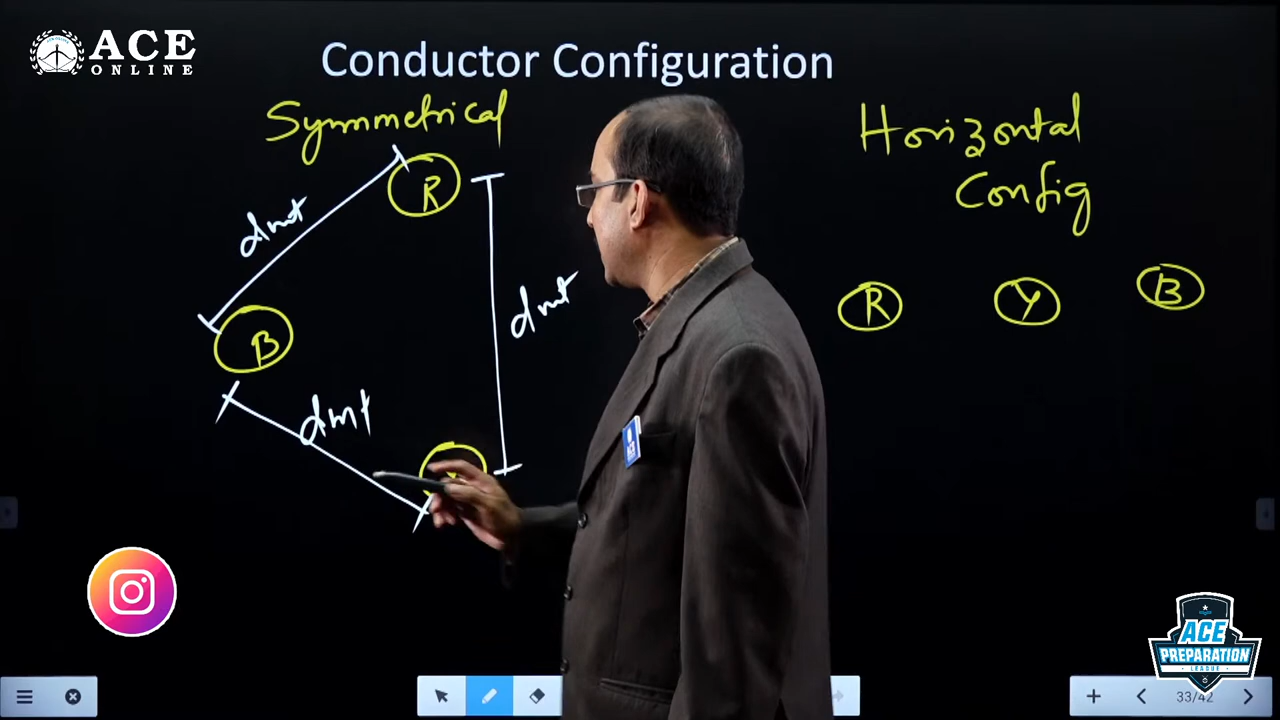 ACE
ONLINE
Conductor Configuration
Symmetrical
R
dmt
dmt
B
dmt
Horizontal
Config
R
Y
B
ACE
PREPARATION
LEAGUE
33/42